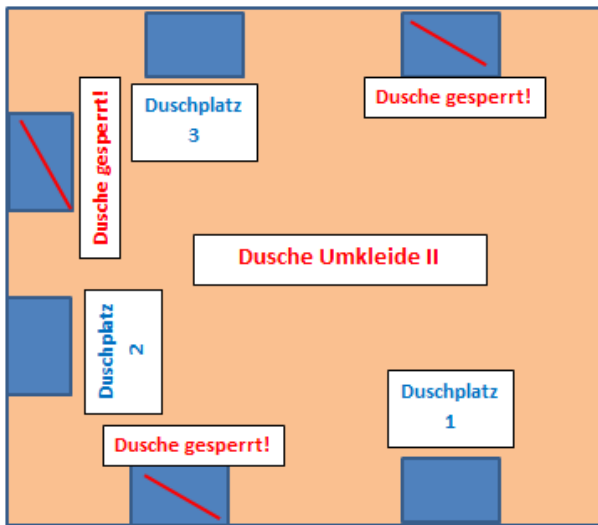 Duschplatz
3
Dusche gesperrt!
Dusche gesperrt!
Dusche Umkleide II
Duschplatz
2
Duschplatz
1
Dusche gesperrt!